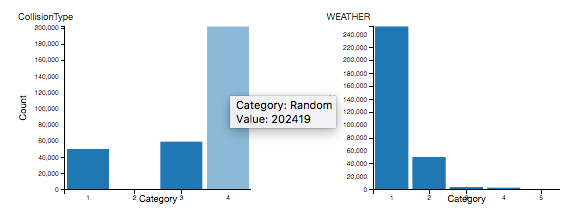 CollisionType
200,000
180,000
160,000
140,000
120,000
100,000
80,000
60,000
40,000
20,000
0
Count
1 2 3 4
Category
Category: Random
Value: 202419
WEATHER
240,000
220,000
200,000
180,000
160,000
140,000
120,000
100,000
80,000
60,000
40,000
20,000
0
1 2 3 4 5
Category